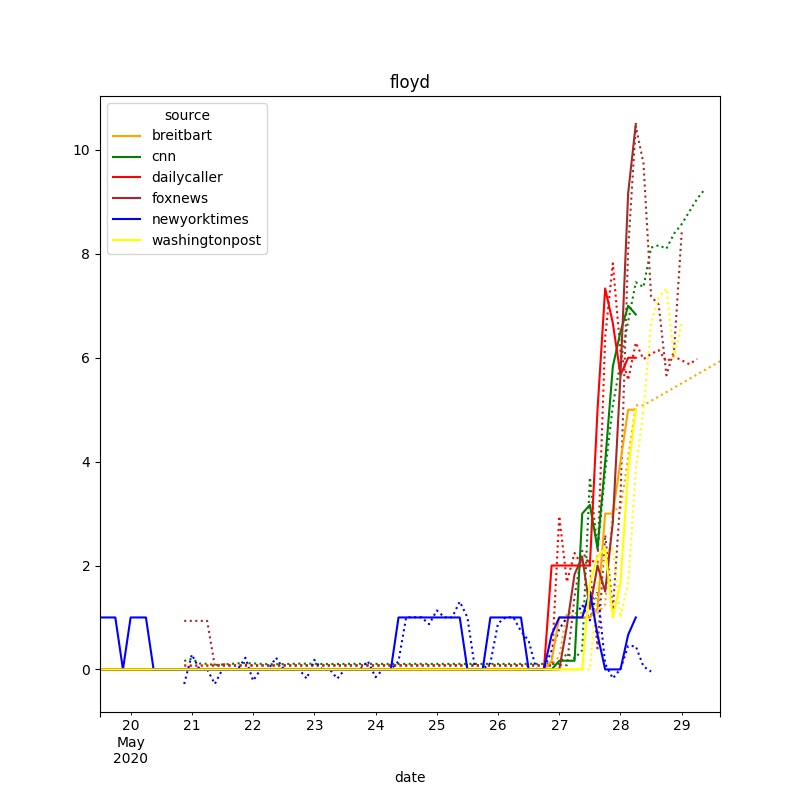 floyd
source
breitbart
cnn
dailycaller
foxnews
newyorktimes
washingtonpost
10
8
6
4
2
0
20 21 22 23 24 25 26 27 28 29
May
2020
date